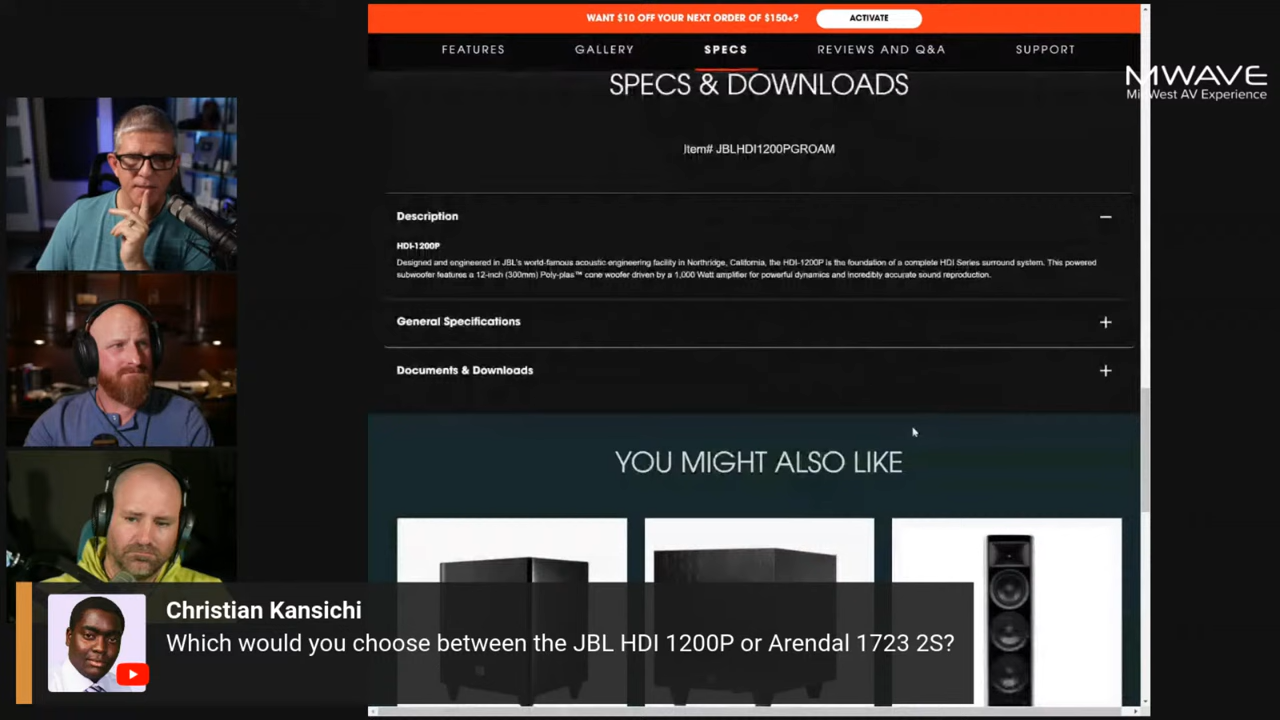 WANT $10 OFF YOUR NEXT ORDER OF $150+? ACTIVATE
FEATURES GALLERY SPECS REVIEWS AND Q&A SUPPORT
MWAVE
MidWest AV Experience
SPECS & DOWNLOADS
Item# JBLHDI1200PGROAM
Description
HDI-1200P
Designed and engineered in JBL's world-famous acoustic-engineering facility in Northridge, California, the HDI-1200P is the foundation of a complete HDI Series surround system. This powered
subwoofer features a 12-inch (300mm) Poly-plas™ cone woofer driven by a 1,000 Watt amplifier for powerful dynamics and incredibly accurate sound reproduction.
General Specifications
Documents & Downloads
YOU MIGHT ALSO LIKE
Christian Kansichi
Which would you choose between the JBL HDI 1200P or Arendal 1723 2S?